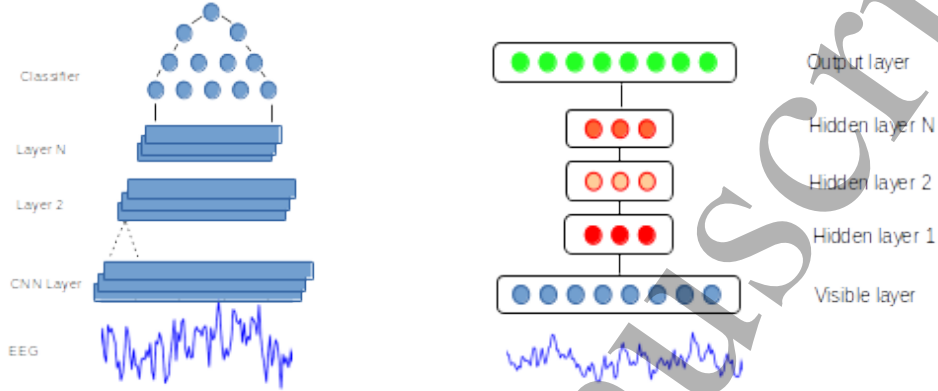 Classifier
Layer N
Layer 2
CNN Layer
EEG
Output layer
Hidden layer N
Hidden layer 2
Hidden layer 1
Visible layer